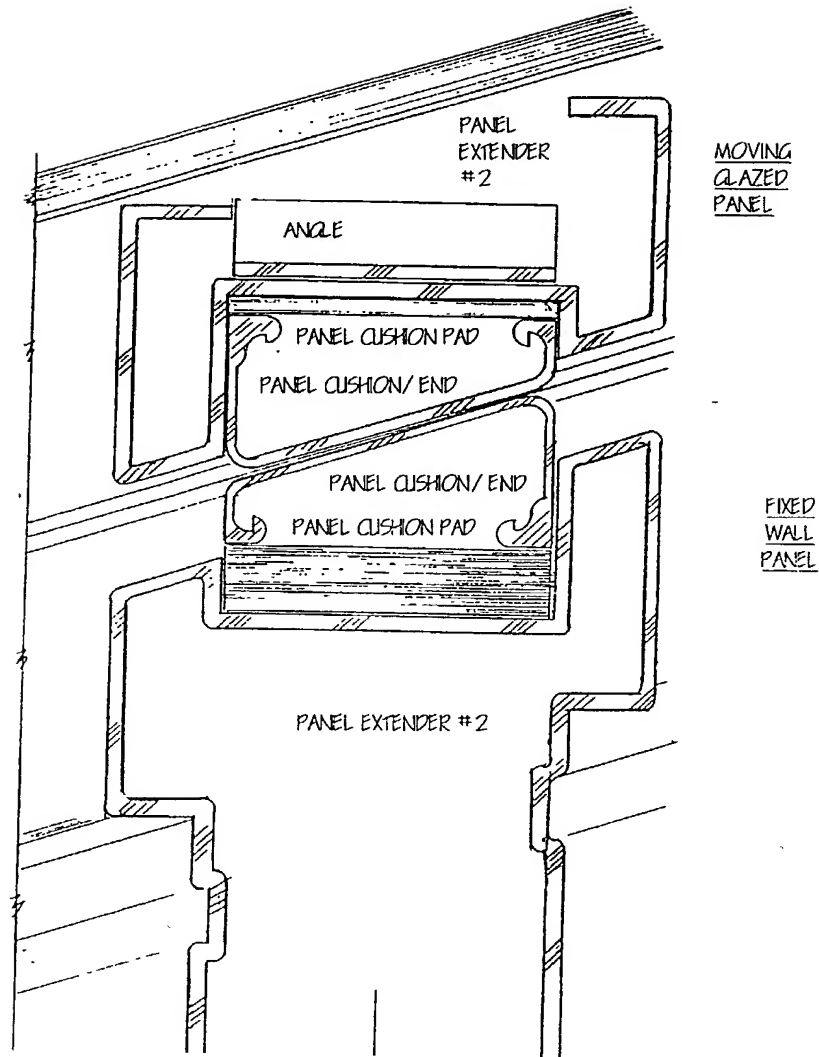 PANEL
EXTENDER
#2
MOVING
GLAZED
PANEL
ANGLE
PANEL CUSHION PAD
PANEL CUSHION/ END
PANEL CUSHION/ END
PANEL CUSHION PAD
FIXED
WALL
PANEL
PANEL EXTENDER #2